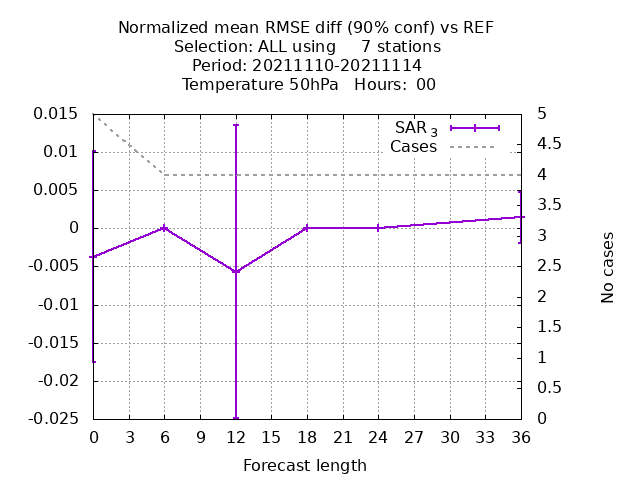 Normalized mean RMSE diff (90% conf) vs REF
Selection: ALL using     7 stations
Period: 20211110-20211114
Temperature 50hPa   Hours:  00
SAR 3
Cases
0.015
0.01
0.005
0
-0.005
-0.01
-0.015
-0.02
-0.025
5
4.5
4
3.5
3
2.5
2
1.5
1
0.5
0
No cases
0 3 6 9 12 15 18 21 24 27 30 33 36
Forecast length